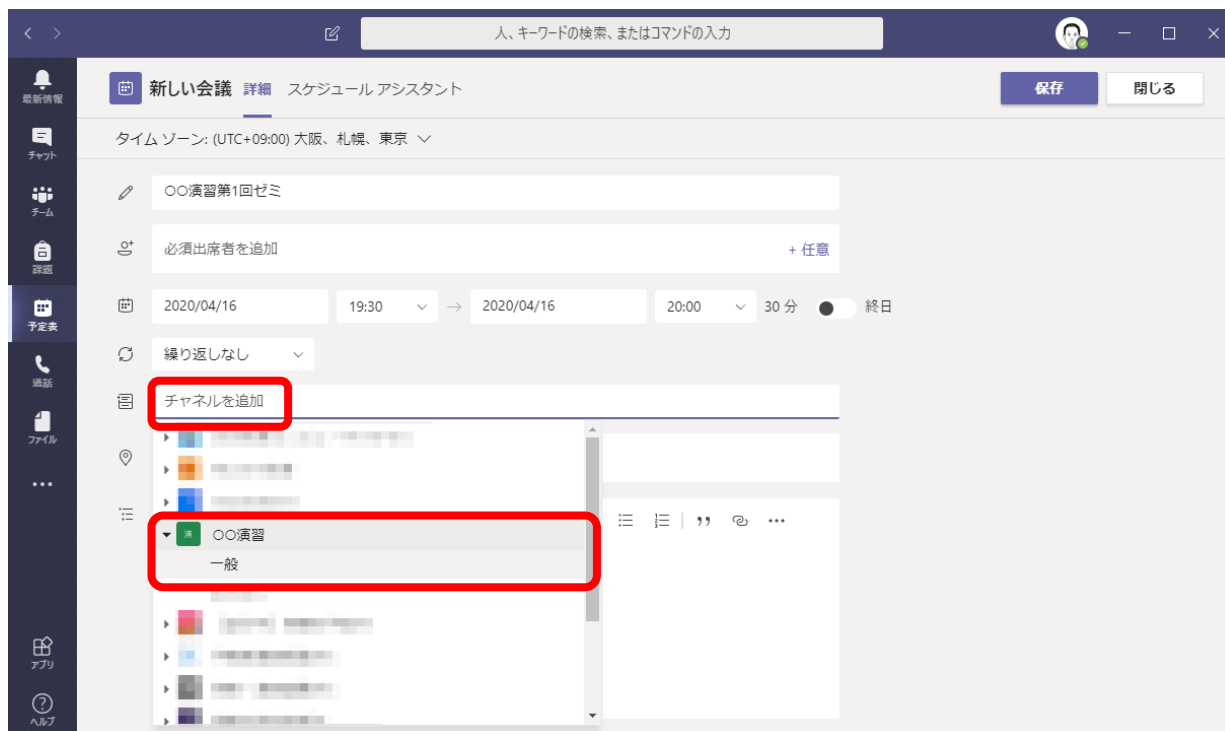 人、キーワードの検索、またはコマンドの入力
最新情報
新しい会議 詳細 スケジュール アシスタント
保存 閉じる
チャット
タイム ゾーン: (UTC+09:00) 大阪、札幌、東京
チーム
〇〇演習第1回ゼミ
課題
必須出席者を追加 + 任意
予定表
2020/04/16 19:30 → 2020/04/16 20:00 30 分 終日
通話
繰り返しなし
ファイル
チャネルを追加
演 〇〇演習
一般
アプリ
ヘルプ